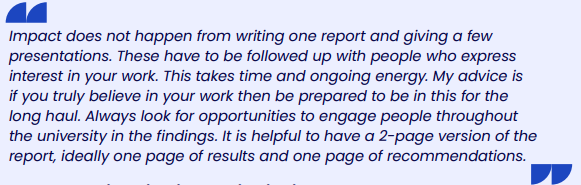 Impact does not happen from writing one report and giving a few
presentations. These have to be followed up with people who express
interest in your work. This takes time and ongoing energy. My advice is
if you truly believe in your work then be prepared to be in this for the
long haul. Always look for opportunities to engage people throughout
the university in the findings. It is helpful to have a 2-page version of the
report, ideally one page of results and one page of recommendations.